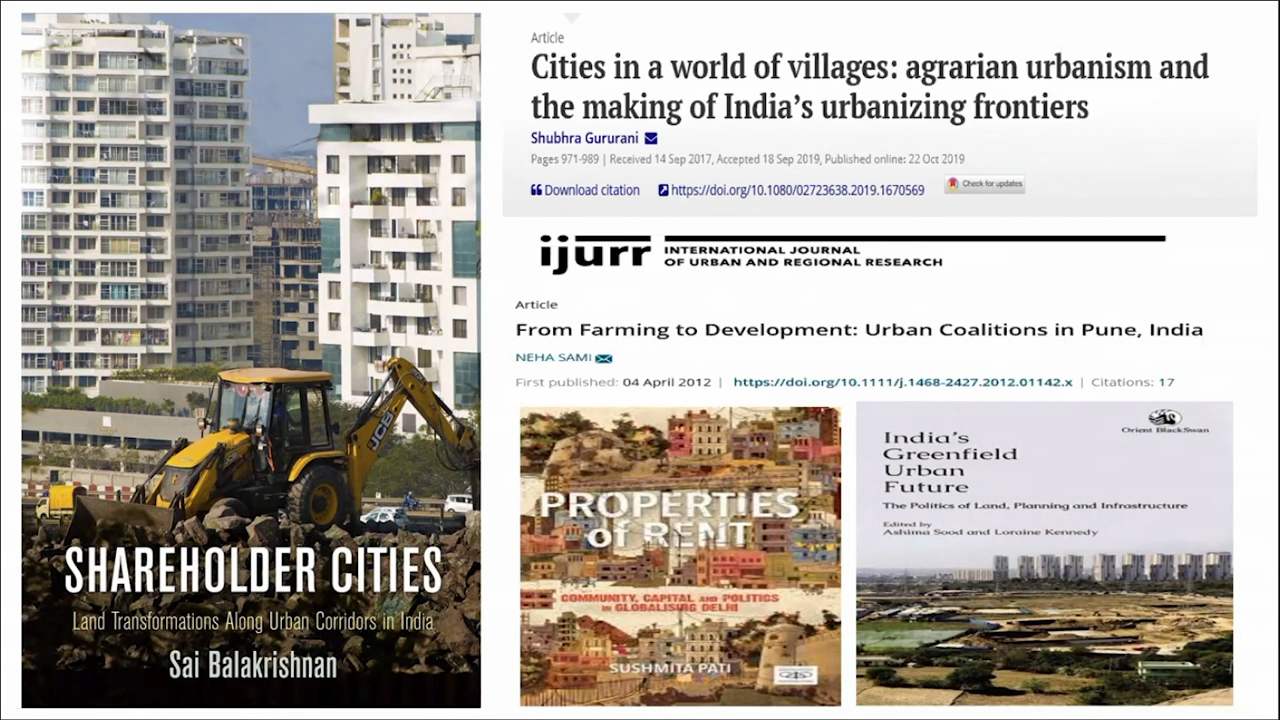 JCB
SHAREHOLDER CITIES
Land Transformations Along Urban Corridors in India
Sai Balakrishnan
Article
Cities in a world of villages: agrarian urbanism and
the making of India's urbanizing frontiers
Shubhra Gururani
Pages 971-989 | Received 14 Sep 2017, Accepted 18 Sep 2019, Published online: 22 Oct 2019
Download citation https://doi.org/10.1080/02723638.2019.1670569 Check for updates
ijurr INTERNATIONAL JOURNAL
OF URBAN AND REGIONAL RESEARCH
Article
From Farming to Development: Urban Coalitions in Pune, India
NEHA SAMI
First published: 04 April 2012 | https://doi.org/10.1111/j.1468-2427.2012.01142.x | Citations: 17
PROPERTIES
of RENT
COMMUNITY, CAPITAL AND POLITICS
IN GLOBALISING DELHI
SUSHMITA PATI
Orient BlackSwan
India's
Greenfield
Urban
Future
The Politics of Land, Planning and Infrastructure
Edited by
Ashima Sood and Loraine Kennedy